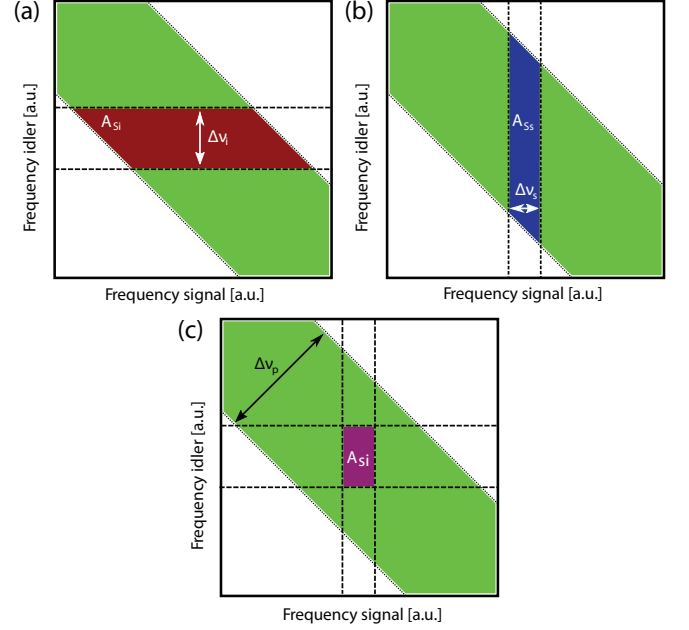 (a)
Frequency idler [a.u.]
A_Si
Δν_i
Frequency signal [a.u.]
(b)
Frequency idler [a.u.]
A_Ss
Δν_s
Frequency signal [a.u.]
(c)
Frequency idler [a.u.]
Δν_p
A_Si
Frequency signal [a.u.]